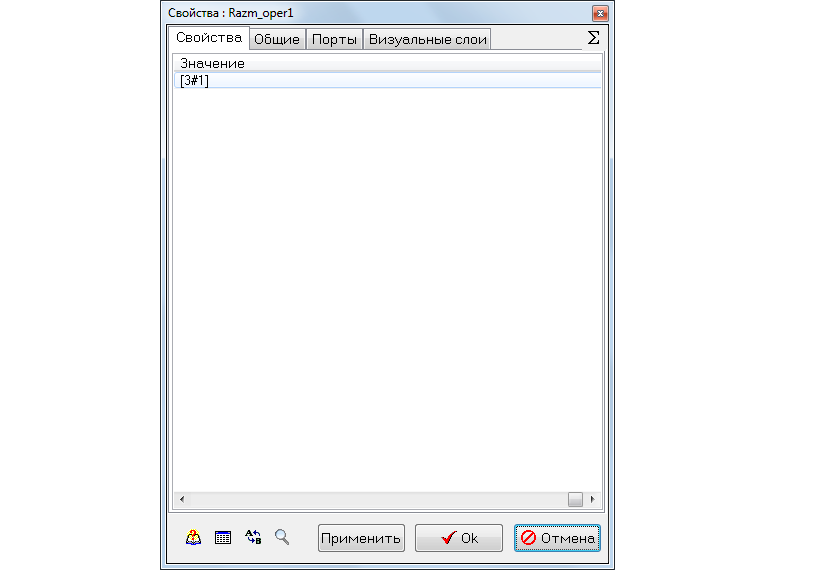 Свойства : Razm_oper1
Свойства Общие Порты Визуальные слои Σ
Значение
[3#1]
Применить Ok Отмена